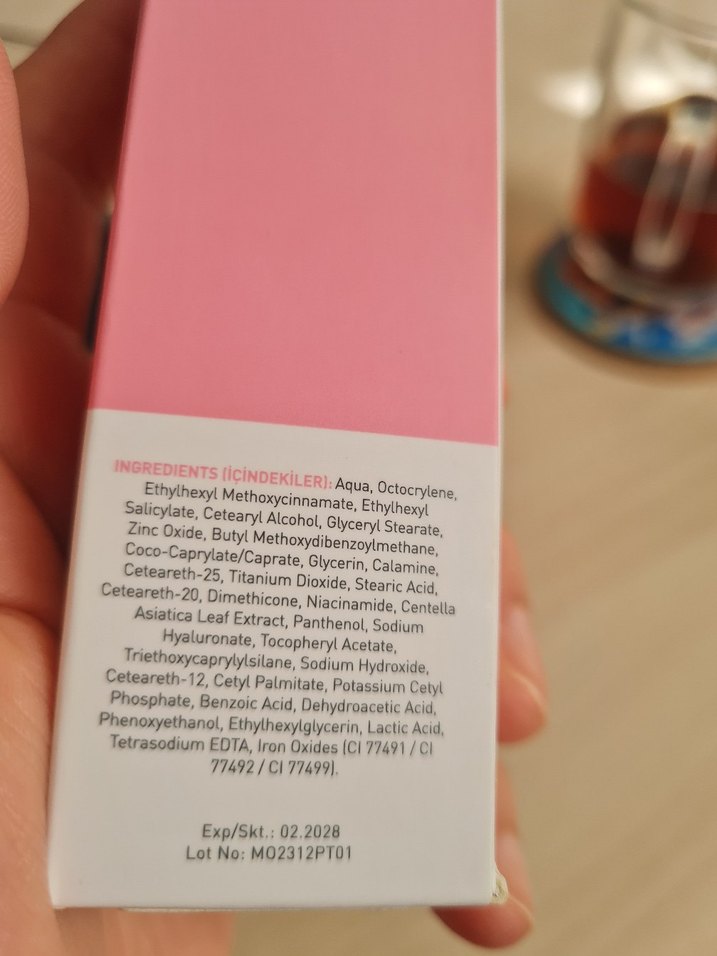 INGREDIENTS (İÇİNDEKİLER): Aqua, Octocrylene,
Ethylhexyl Methoxycinnamate, Ethylhexyl
Salicylate, Cetearyl Alcohol, Glyceryl Stearate,
Zinc Oxide, Butyl Methoxydibenzoylmethane,
Coco-Caprylate/Caprate, Glycerin, Calamine,
Ceteareth-25, Titanium Dioxide, Stearic Acid,
Ceteareth-20, Dimethicone, Niacinamide, Centella
Asiatica Leaf Extract, Panthenol, Sodium
Hyaluronate, Tocopheryl Acetate,
Triethoxycaprylylsilane, Sodium Hydroxide,
Ceteareth-12, Cetyl Palmitate, Potassium Cetyl
Phosphate, Benzoic Acid, Dehydroacetic Acid,
Phenoxyethanol, Ethylhexylglycerin, Lactic Acid,
Tetrasodium EDTA, Iron Oxides (CI 77491 / CI
77492 / CI 77499).
Exp/Skt.: 02.2028
Lot No: MO2312PT01